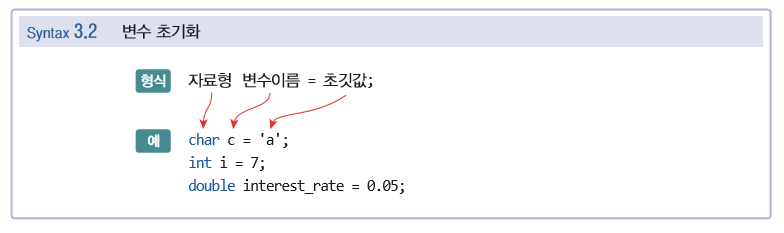 Syntax 3.2 변수 초기화
형식 자료형 변수이름 = 초깃값;
예 char c = 'a';
int i = 7;
double interest_rate = 0.05;